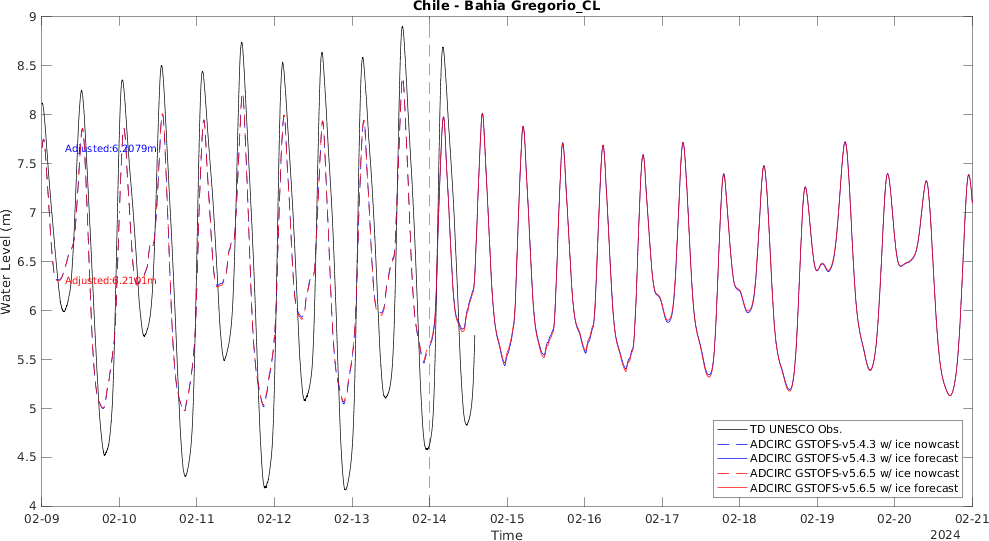 Chile - Bahia Gregorio_CL
9
8.5
8
7.5
7
6.5
6
5.5
5
4.5
4
Water Level (m)
Adjusted:6.2079m
Adjusted:6.2191m
TD UNESCO Obs.
ADCIRC GSTOFS-v5.4.3 w/ ice nowcast
ADCIRC GSTOFS-v5.4.3 w/ ice forecast
ADCIRC GSTOFS-v5.6.5 w/ ice nowcast
ADCIRC GSTOFS-v5.6.5 w/ ice forecast
02-09 02-10 02-11 02-12 02-13 02-14 02-15 02-16 02-17 02-18 02-19 02-20 02-21
Time
2024